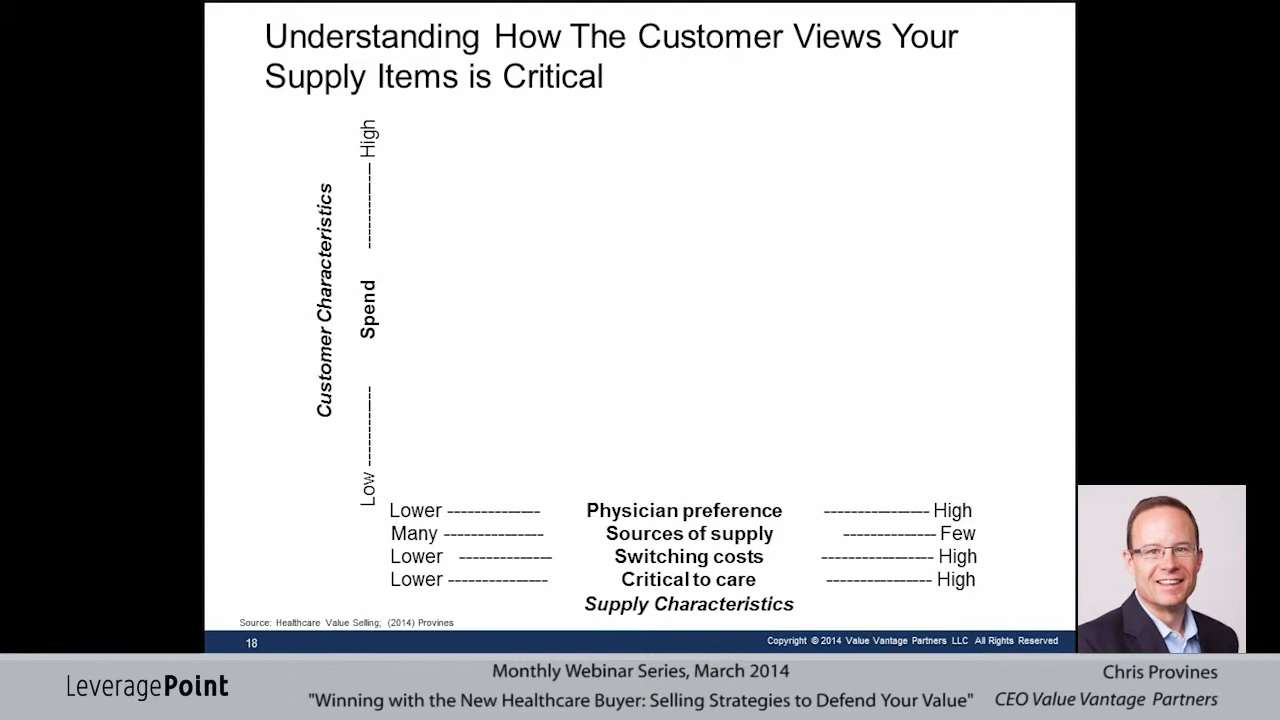 Understanding How The Customer Views Your
Supply Items is Critical
Customer Characteristics
Low -------------- Spend -------------- High
Lower -------------- Physician preference ---------------- High
Many --------------- Sources of supply -------------- Few
Lower -------------- Switching costs ----------------- High
Lower --------------- Critical to care ---------------- High
Supply Characteristics
Source: Healthcare Value Selling; (2014) Provines
18
Copyright © 2014 Value Vantage Partners LLC All Rights Reserved
LeveragePoint
Monthly Webinar Series, March 2014
"Winning with the New Healthcare Buyer: Selling Strategies to Defend Your Value"
Chris Provines
CEO Value Vantage Partners